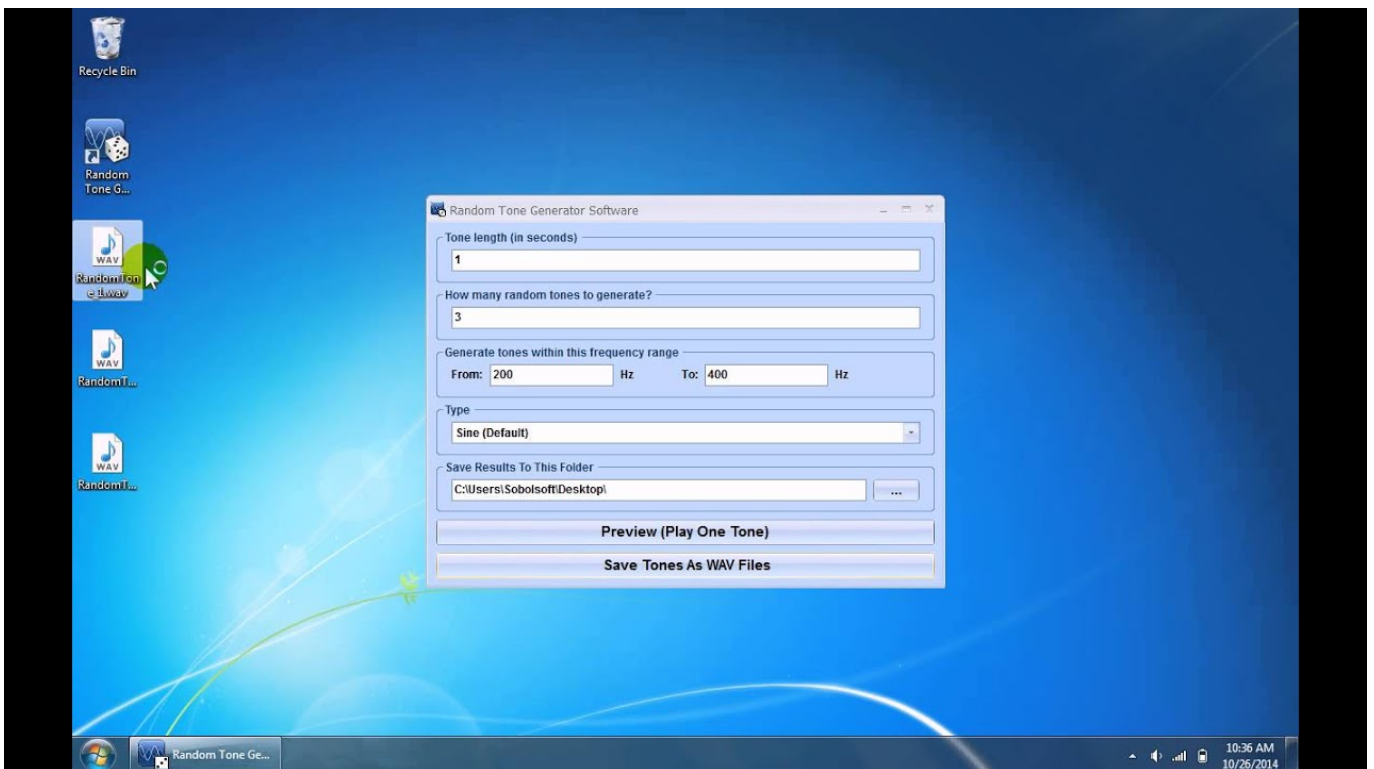 Recycle Bin
Random
Tone G...
WAV
RandomTon
e 1.wav
WAV
RandomT...
WAV
RandomT...
Random Tone Generator Software
Tone length (in seconds)
1
How many random tones to generate?
3
Generate tones within this frequency range
From: 200 Hz To: 400 Hz
Type
Sine (Default)
Save Results To This Folder
C:\Users\Sobolsoft\Desktop\
...
Preview (Play One Tone)
Save Tones As WAV Files
Random Tone Ge...
10:36 AM
10/26/2014